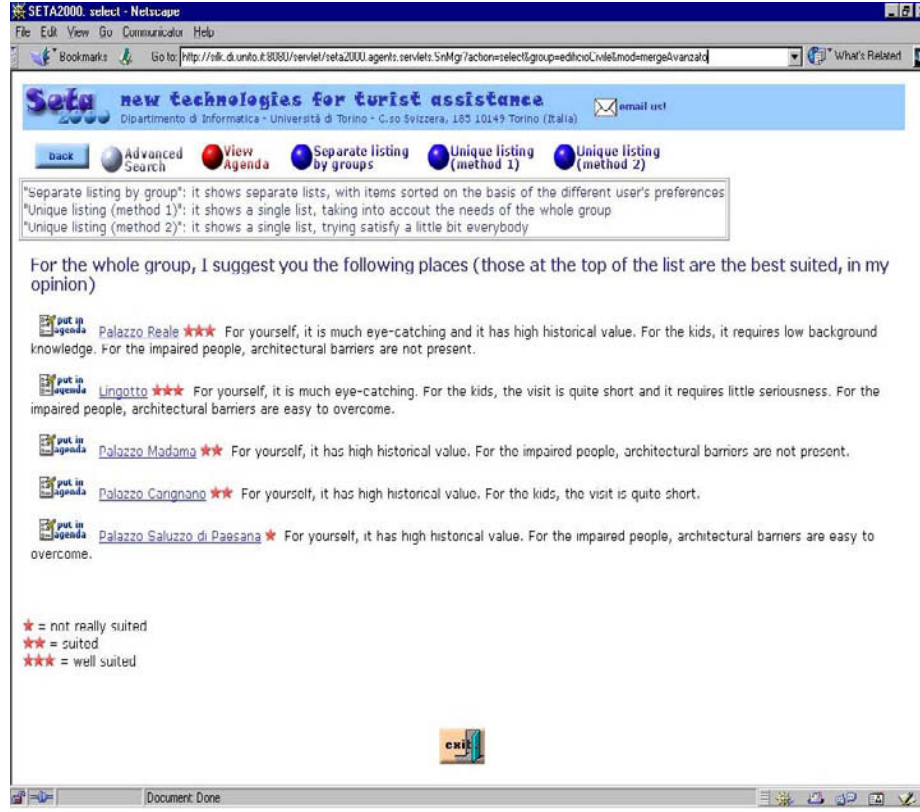 SETA2000. select - Netscape
File Edit View Go Communicator Help
Bookmarks Go to: http://silk.di.unito.it:8080/servlet/seta2000.agents.servlets.SnMgr?action=select&group=edificioCivile&mod=mergeAvanzato What's Related
Seta 2000 new technologies for turist assistance email us!
Dipartimento di Informatica - Università di Torino - C.so Svizzera, 185 10149 Torino (Italia)
back Advanced Search View Agenda Separate listing by groups Unique listing (method 1) Unique listing (method 2)
"Separate listing by group": it shows separate lists, with items sorted on the basis of the different user's preferences
"Unique listing (method 1)": it shows a single list, taking into accout the needs of the whole group
"Unique listing (method 2)": it shows a single list, trying satisfy a little bit everybody
For the whole group, I suggest you the following places (those at the top of the list are the best suited, in my
opinion)
put in agenda Palazzo Reale ★★★ For yourself, it is much eye-catching and it has high historical value. For the kids, it requires low background
knowledge. For the impaired people, architectural barriers are not present.
put in agenda Lingotto ★★★ For yourself, it is much eye-catching. For the kids, the visit is quite short and it requires little seriousness. For the
impaired people, architectural barriers are easy to overcome.
put in agenda Palazzo Madama ★★ For yourself, it has high historical value. For the impaired people, architectural barriers are not present.
put in agenda Palazzo Carignano ★★ For yourself, it has high historical value. For the kids, the visit is quite short.
put in agenda Palazzo Saluzzo di Paesana ★ For yourself, it has high historical value. For the impaired people, architectural barriers are easy to
overcome.
★ = not really suited
★★ = suited
★★★ = well suited
exit
Document: Done